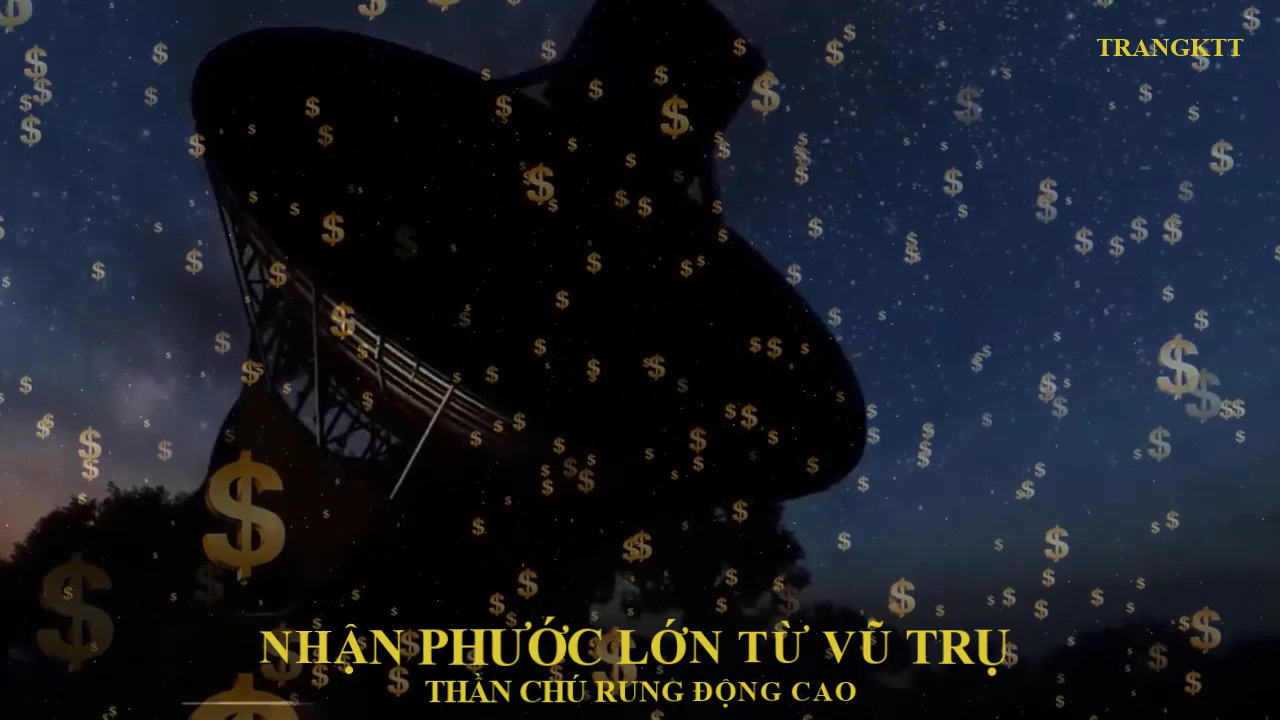 TRANGKTT
NHẬN PHƯỚC LỚN TỪ VŨ TRỤ
THẦN CHÚ RUNG ĐỘNG CAO